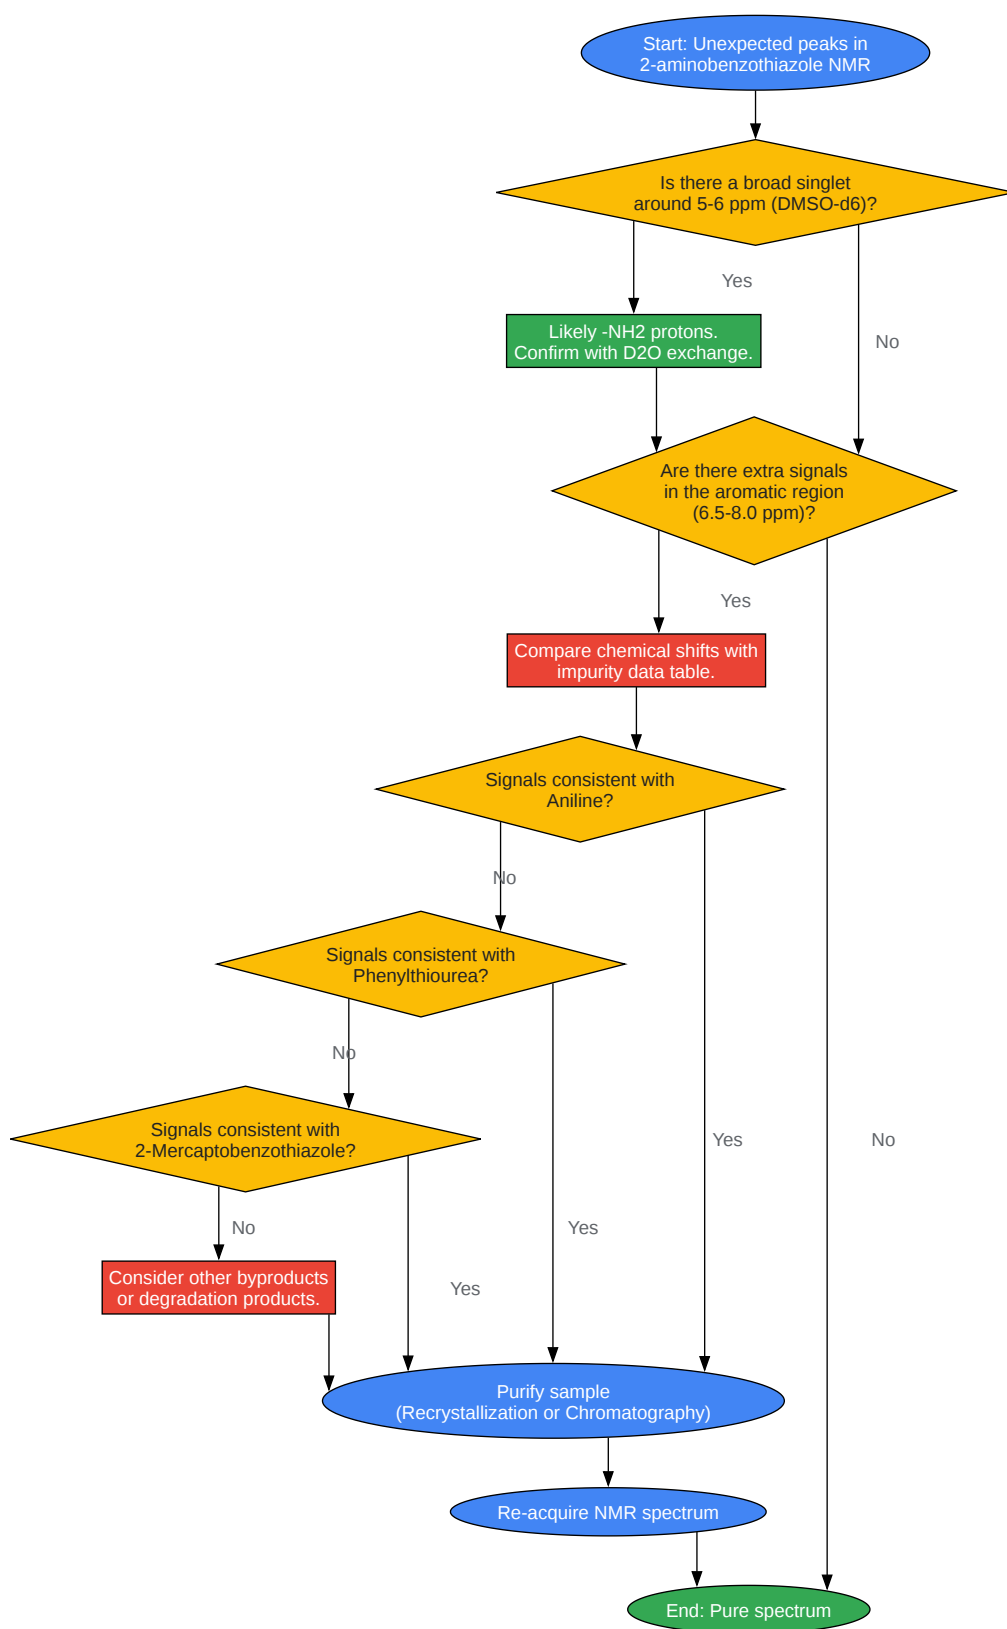 Start: Unexpected peaks in
2-aminobenzothiazole NMR
Is there a broad singlet
around 5-6 ppm (DMSO-d6)?
Yes
Likely -NH2 protons.
Confirm with D2O exchange.
No
Are there extra signals
in the aromatic region
(6.5-8.0 ppm)?
Yes
Compare chemical shifts with
impurity data table.
Signals consistent with
Aniline?
No
Signals consistent with
Phenylthiourea?
No
Signals consistent with
2-Mercaptobenzothiazole?
Yes
No
No
Yes
Consider other byproducts
or degradation products.
Yes
Purify sample
(Recrystallization or Chromatography)
Re-acquire NMR spectrum
End: Pure spectrum